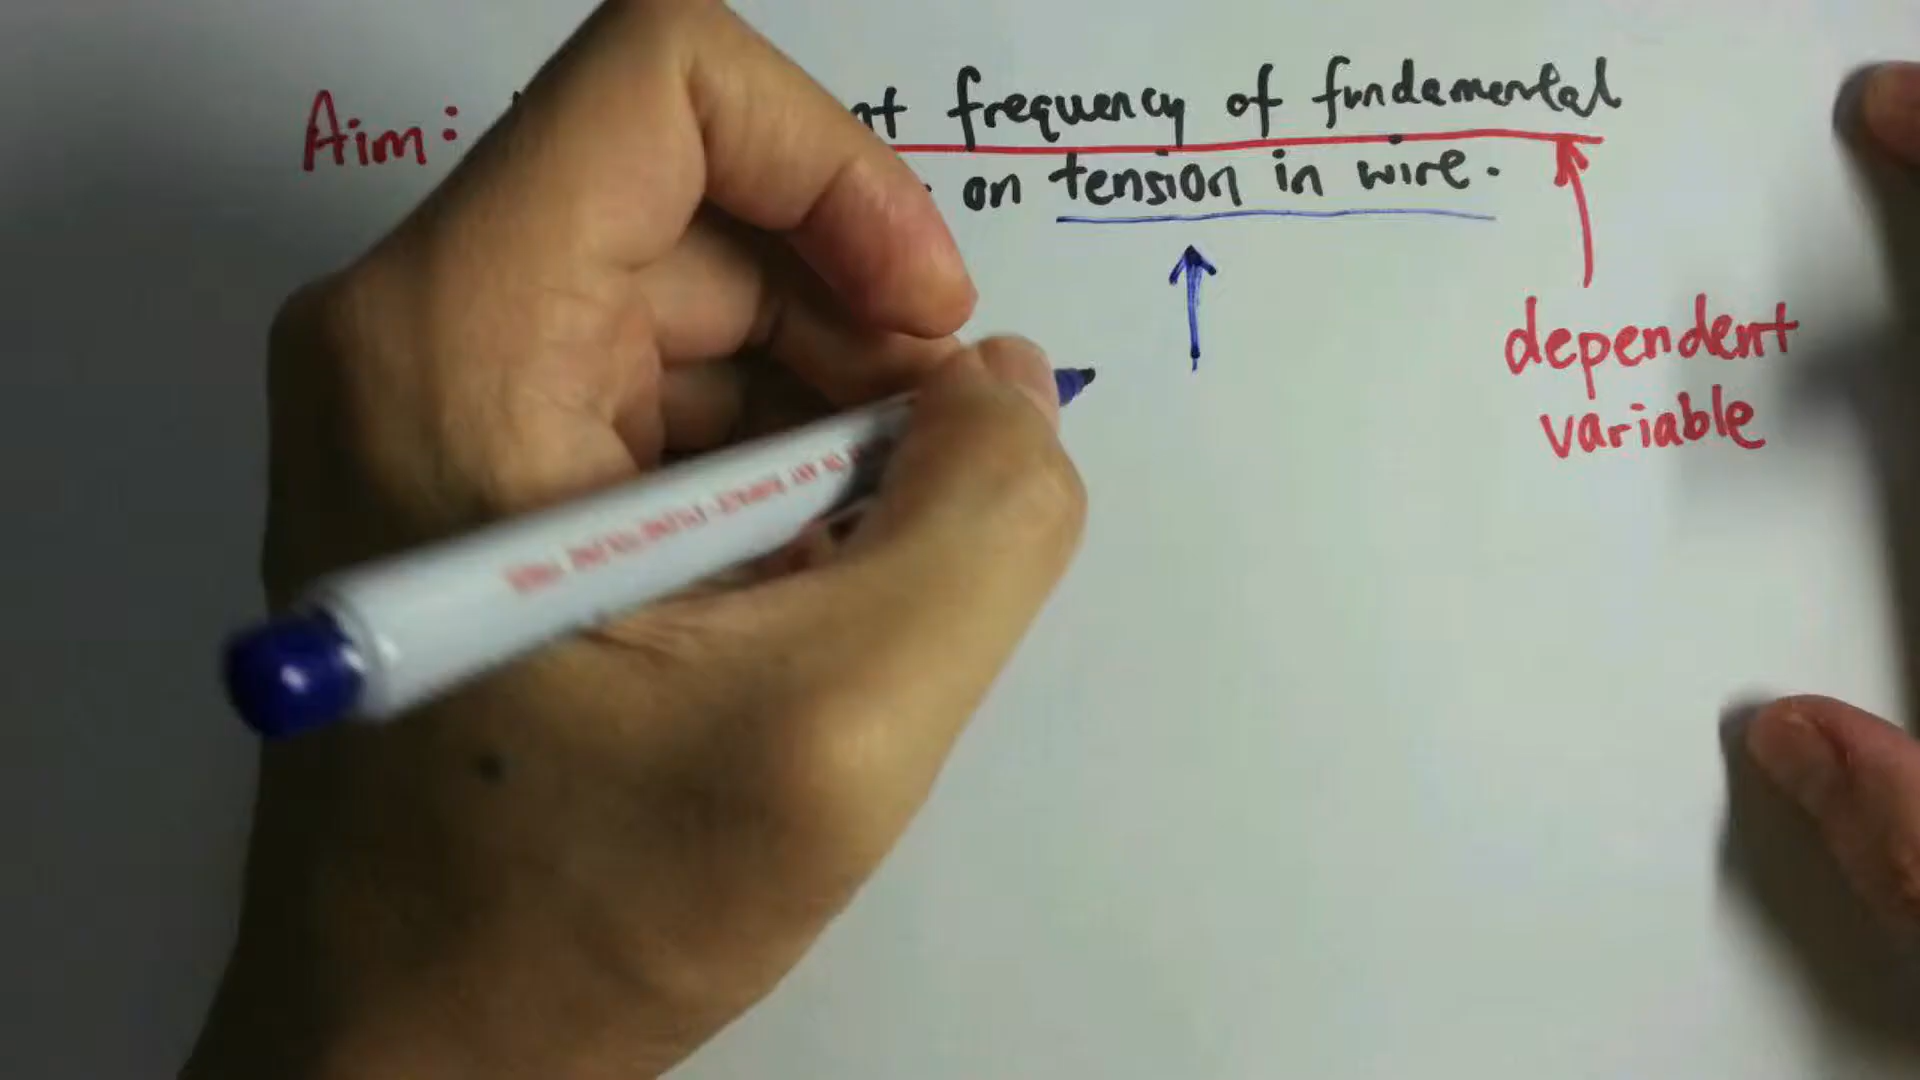 Aim: frequency of fundamental
on tension in wire.
dependent
variable